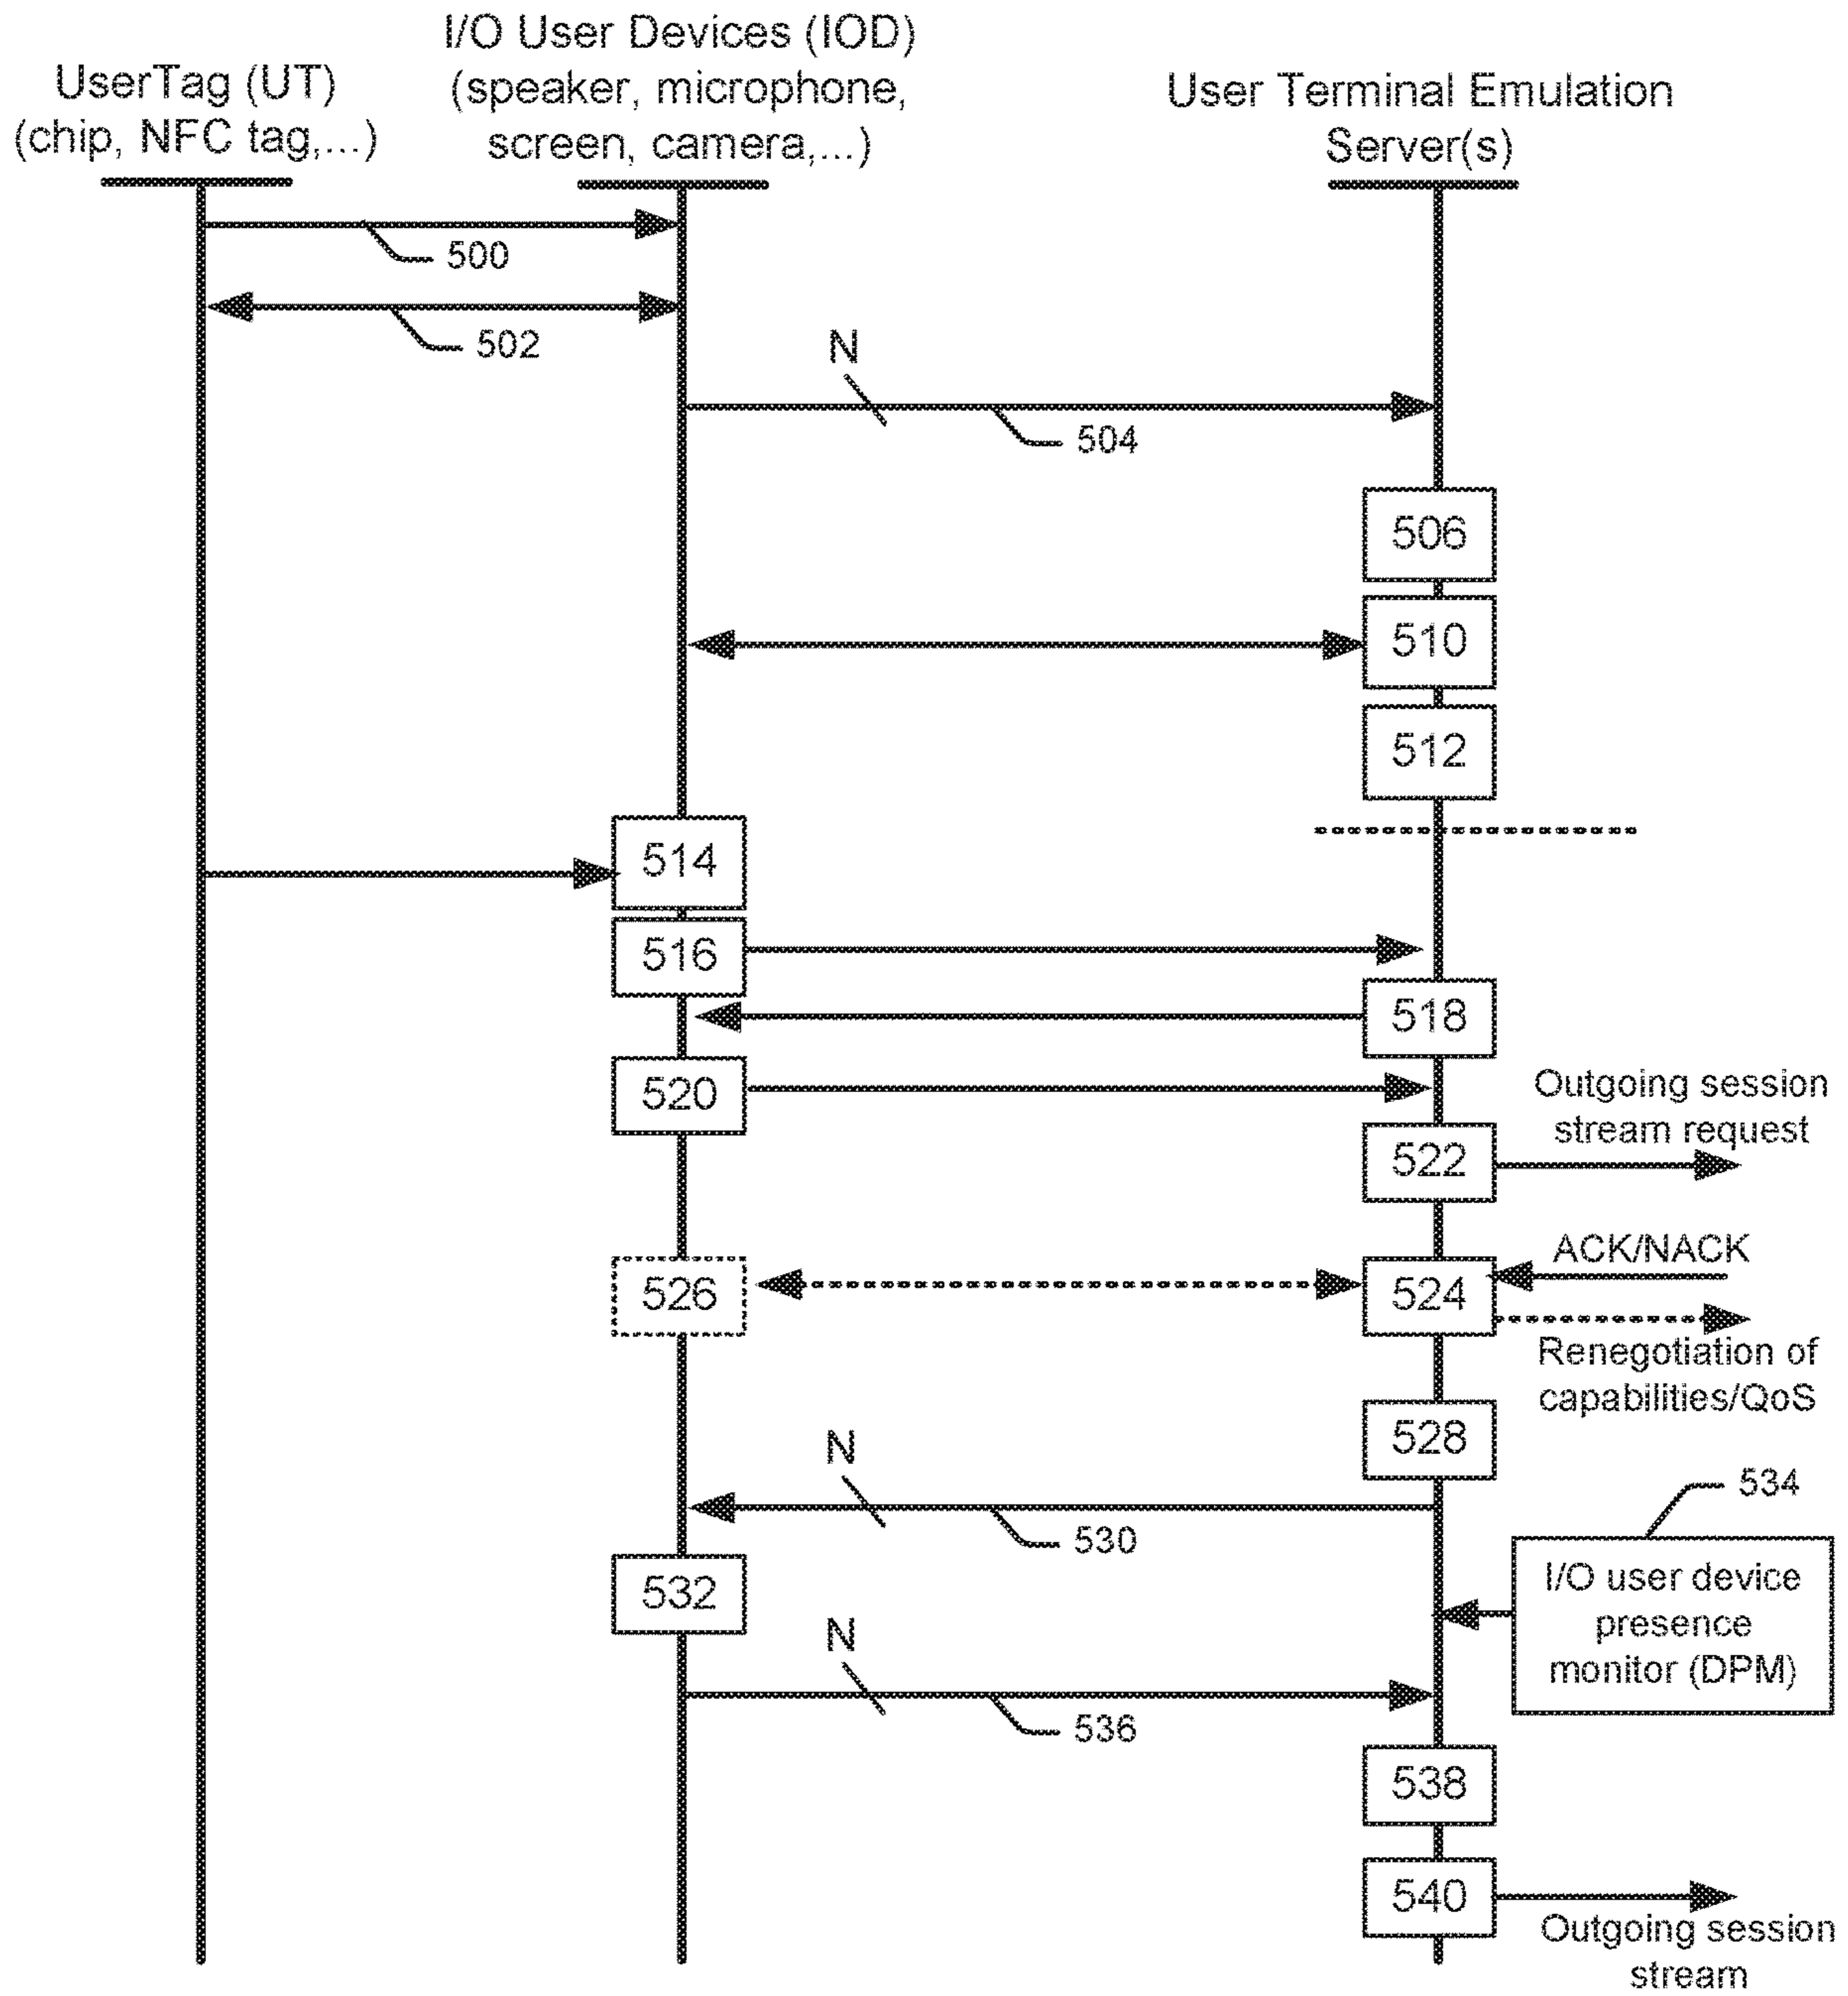 UserTag (UT)
(chip, NFC tag,...)
I/O User Devices (IOD)
(speaker, microphone,
screen, camera,...)
User Terminal Emulation
Server(s)
500
502
N
504
506
510
512
514
516
518
520
Outgoing session
stream request
522
ACK/NACK
526
524
Renegotiation of
capabilities/QoS
528
N
530
534
532
I/O user device
presence
monitor (DPM)
N
536
538
540
Outgoing session
stream